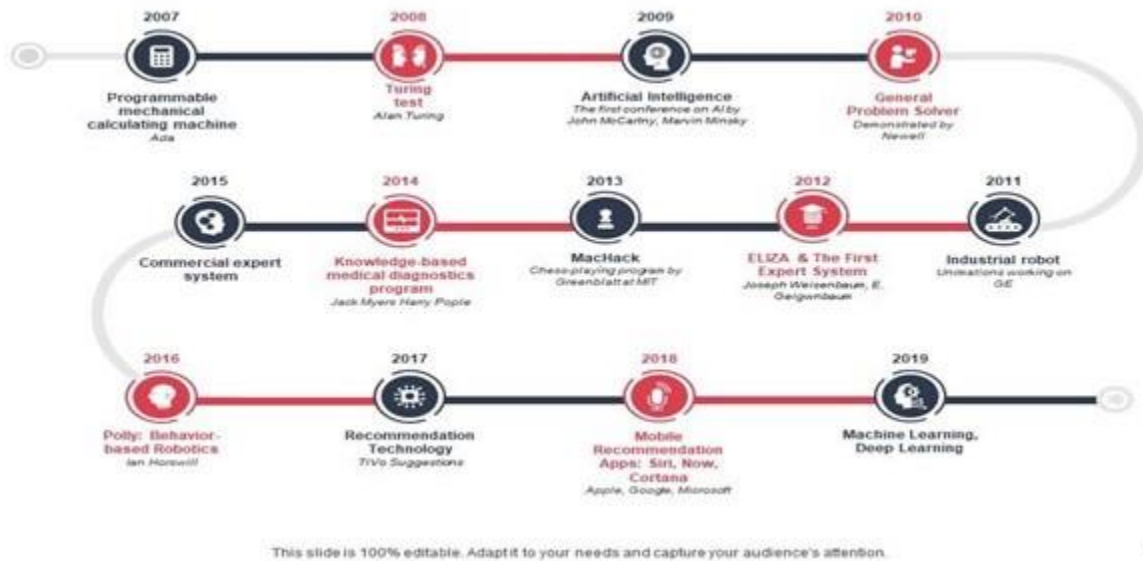 2007
Programmable
mechanical
calculating machine
Ada
2008
Turing
test
Alan Turing
2009
Artificial Intelligence
The first conference on AI by
John McCartny, Marvin Minsky
2010
General
Problem Solver
Demonstrated by
Newell
2015
Commercial expert
system
2014
Knowledge-based
medical diagnostics
program
Jack Myers Harry Pople
2013
MacHack
Chess-playing program by
Greenblatt at MIT
2012
ELIZA & The First
Expert System
Joseph Weisenbaum, E.
2011
Industrial robot
Unimations working on
GE
2016
Polly: Behavior-
based Robotics
Ian Horswill
2017
Recommendation
Technology
TiVo Suggestions
2018
Mobile
Recommendation
Apps: Siri, Now,
Cortana
Apple, Google, Microsoft
2019
Machine Learning,
Deep Learning
This slide is 100% editable. Adapt it to your needs and capture your audience's attention.